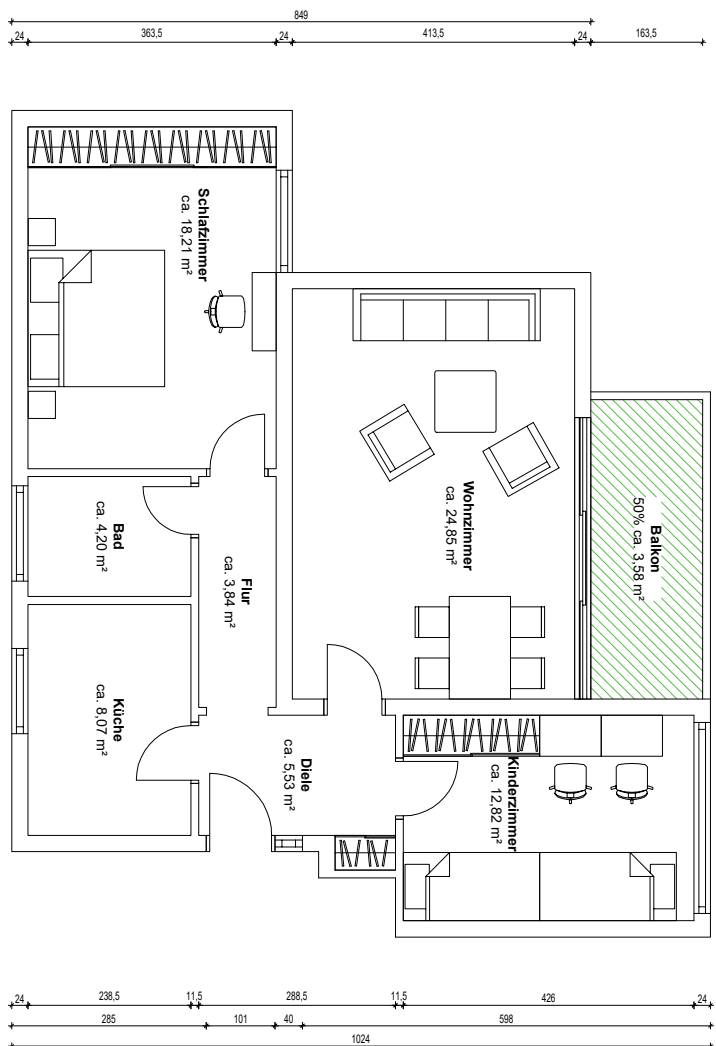 849
24 363,5 24 413,5 24 163,5
Schlafzimmer
ca. 18,21 m²
Wohnzimmer
ca. 24,85 m²
Balkon
50% ca. 3,58 m²
Bad
ca. 4,20 m²
Flur
ca. 3,84 m²
Küche
ca. 8,07 m²
Diele
ca. 5,53 m²
Kinderzimmer
ca. 12,82 m²
24 238,5 11,5 288,5 11,5 426 24
285 101 40 598
1024